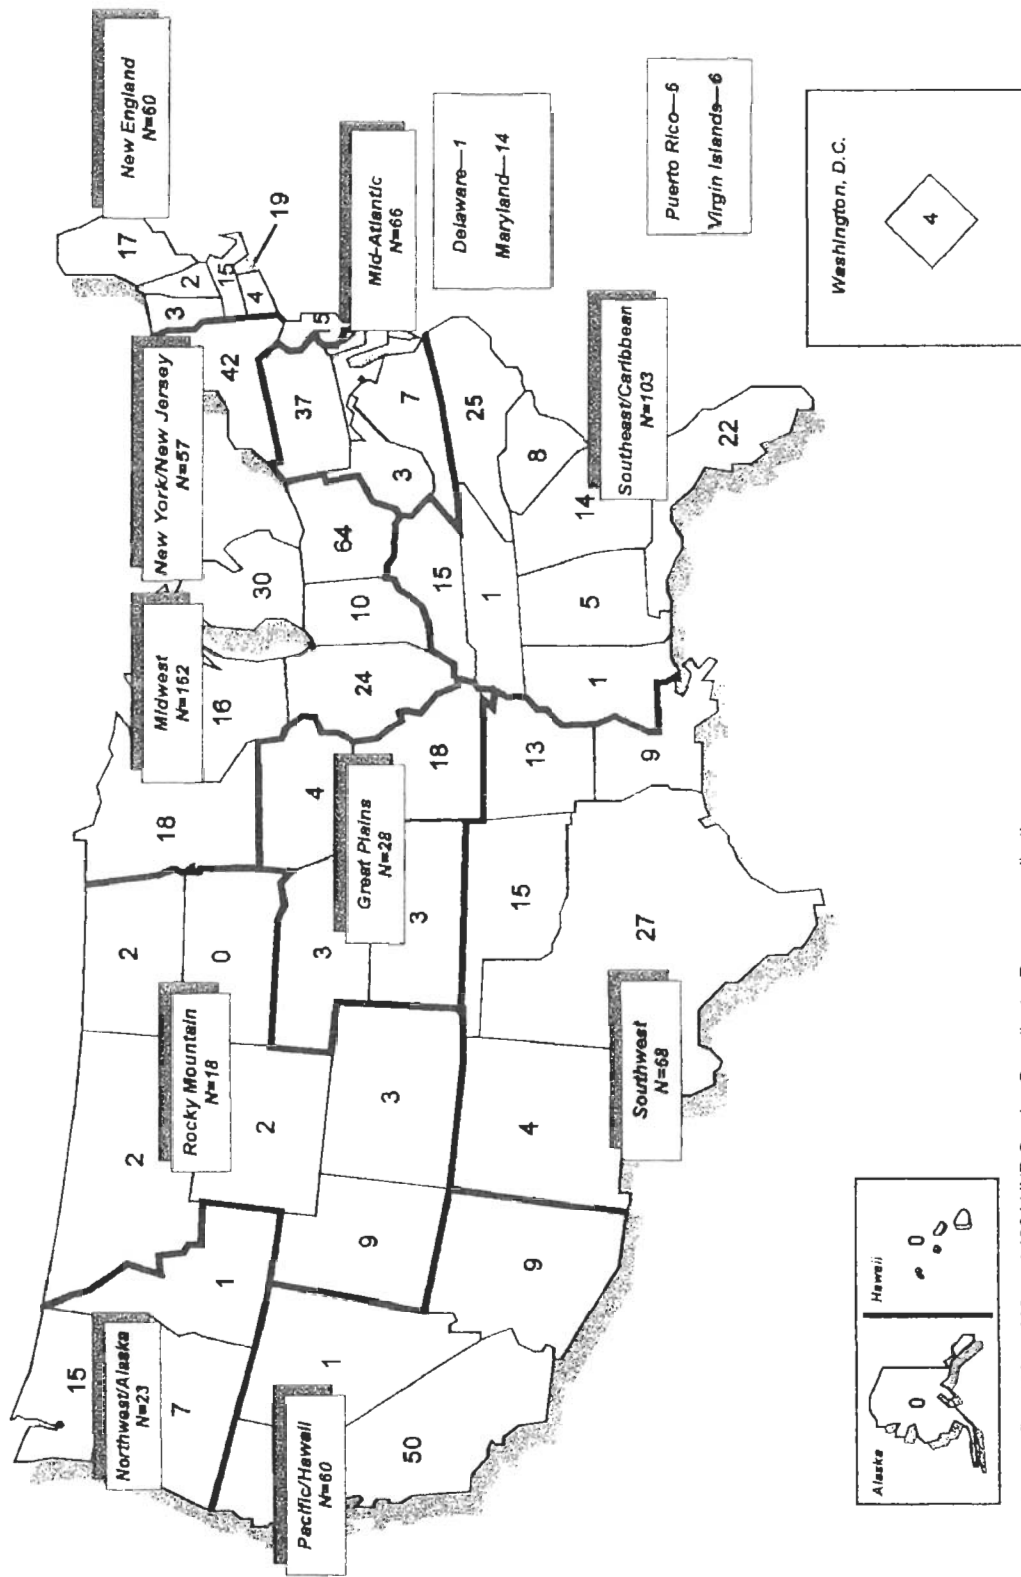 New England
N=60
New York/New Jersey
N=57
Midwest
N=162
Rocky Mountain
N=18
Northwest/Alaska
N=23
Pacific/Hawaii
N=60
Great Plains
N=28
Mid-Atlantic
N=66
Southeast/Caribbean
N=103
Southwest
N=68
Delaware—1
Maryland—14
Puerto Rico—6
Virgin Islands—6
Washington, D.C.
4
Alaska
0
Hawaii
0
15
7
1
2
2
0
18
16
30
42
3
2
17
15
4
19
5
37
50
1
9
2
3
3
3
4
18
24
10
64
3
7
9
4
27
15
13
9
1
5
14
22
1
15
8
25